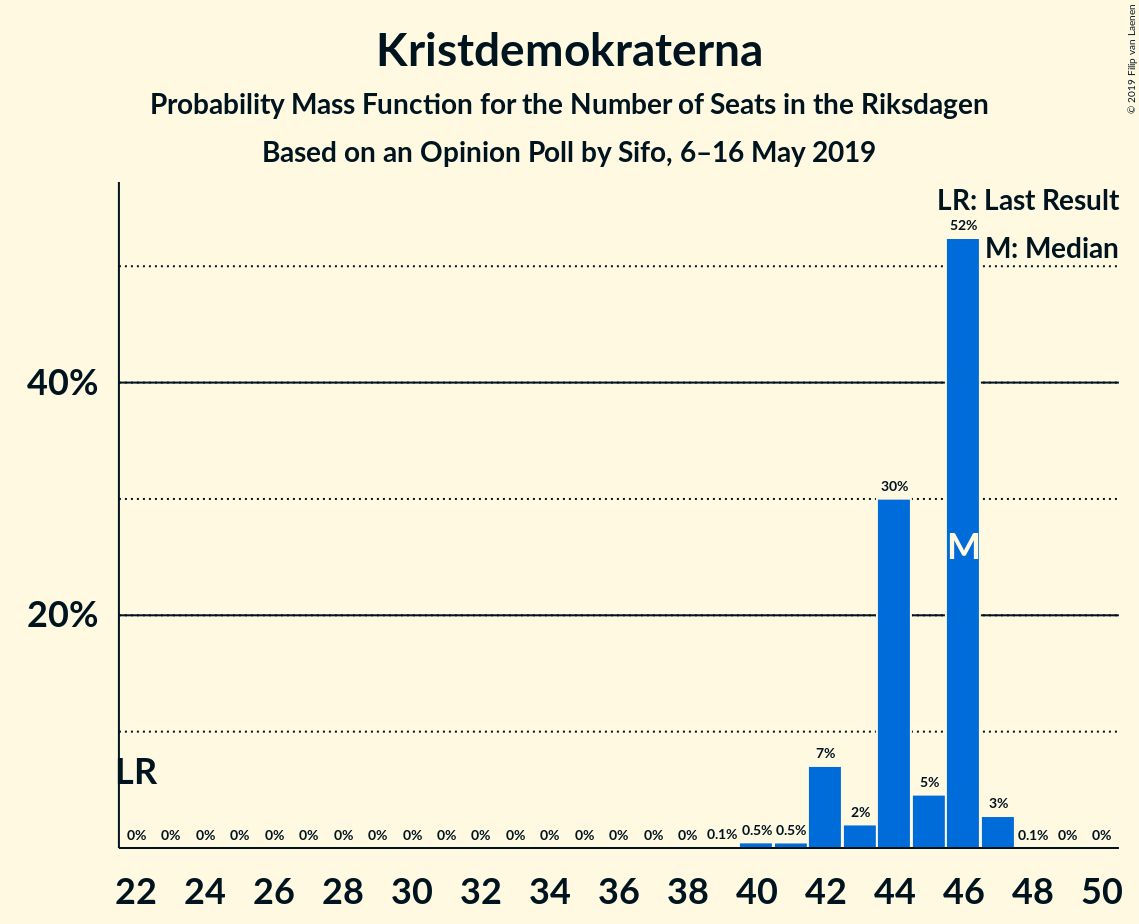 Kristdemokraterna
Probability Mass Function for the Number of Seats in the Riksdagen
Based on an Opinion Poll by Sifo, 6–16 May 2019
© 2019 Filip van Laenen
LR: Last Result
M: Median
52%
40%
30%
M
20%
LR
7%
5%
3%
2%
0% 0% 0% 0% 0% 0% 0% 0% 0% 0% 0% 0% 0% 0% 0% 0% 0% 0.1% 0.5% 0.5% 0.1% 0% 0%
22 24 26 28 30 32 34 36 38 40 42 44 46 48 50